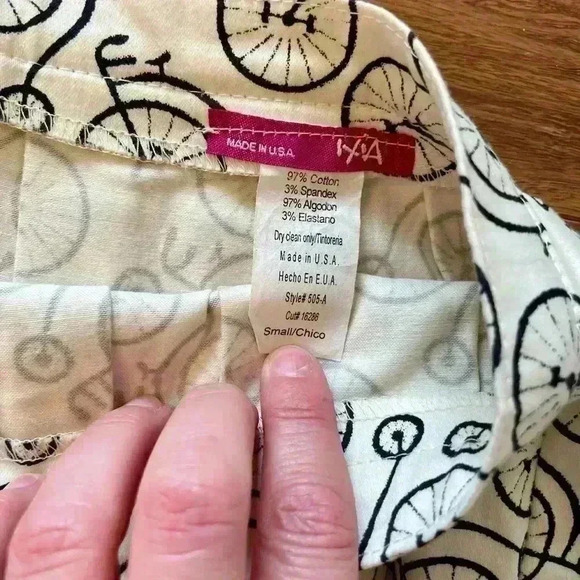 MADE IN U.S.A.
IXIA
97% Cotton
3% Spandex
97% Algodon
3% Elastano
Dry clean only/Tintoreria
Made in U.S.A.
Hecho En E.U.A.
Style# 505-A
Cut# 16286
Small/Chico